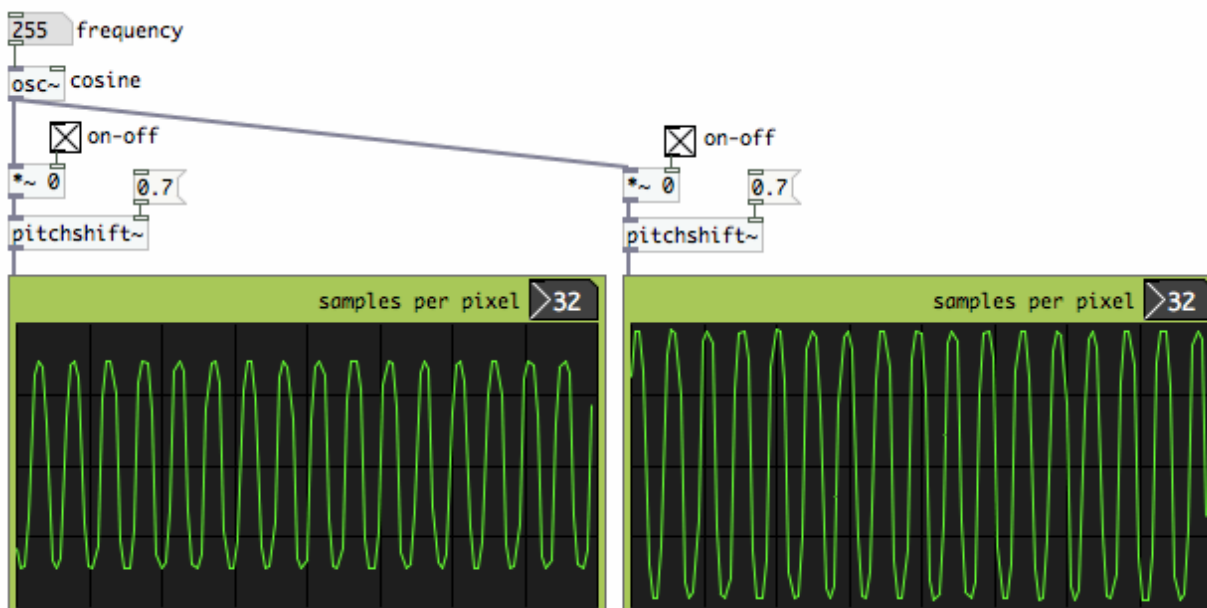 255 frequency
osc~ cosine
on-off
on-off
*~ 0
0.7
*~ 0
0.7
pitchshift~
pitchshift~
samples per pixel 32
samples per pixel 32